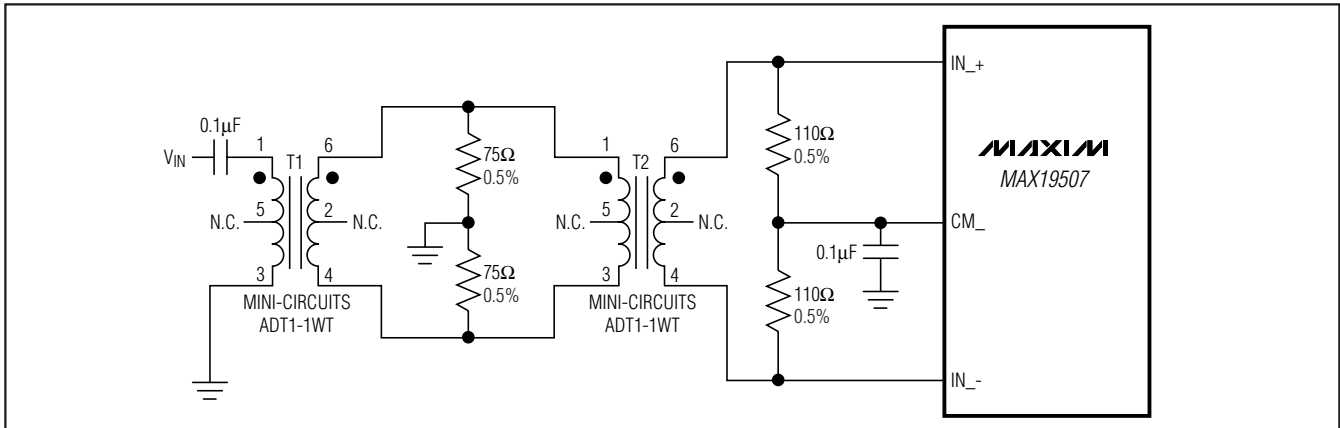 0.1μF
VIN
1
T1
6
5
2
N.C.
N.C.
3
4
MINI-CIRCUITS
ADT1-1WT
75Ω
0.5%
75Ω
0.5%
1
T2
6
N.C.
5
2
N.C.
3
4
MINI-CIRCUITS
ADT1-1WT
110Ω
0.5%
110Ω
0.5%
0.1μF
IN_+
MAXIM
MAX19507
CM_
IN_-